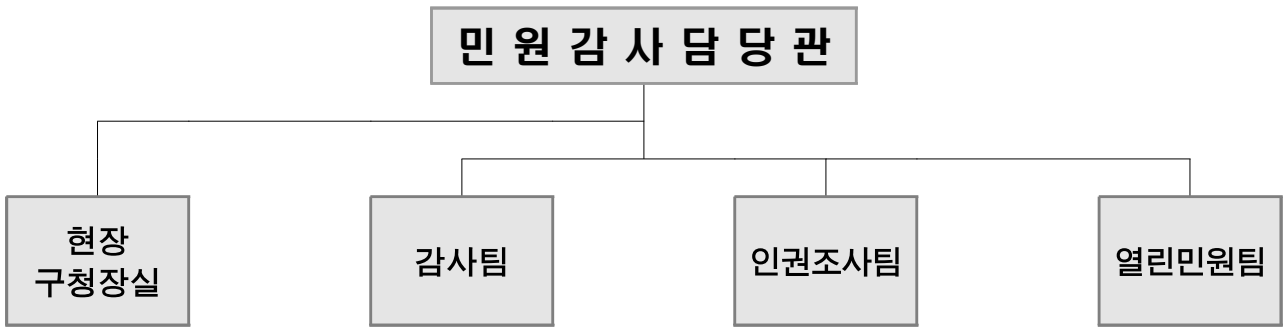 민 원 감 사 담 당 관
현장
구청장실
감사팀
인권조사팀
열린민원팀